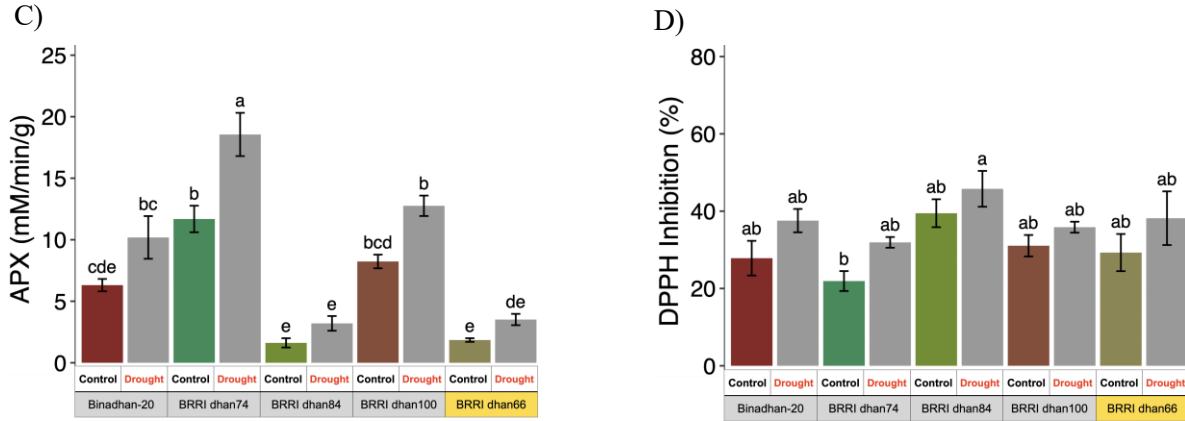 C)
APX (mM/min/g)
25
20
15
10
5
0
cde
bc
b
a
e
e
bcd
b
e
de
Control Drought Control Drought Control Drought Control Drought Control Drought
Binadhan-20 BRRI dhan74 BRRI dhan84 BRRI dhan100 BRRI dhan66
D)
DPPH Inhibition (%)
80
60
40
20
0
ab
ab
b
ab
ab
a
ab
ab
ab
ab
Control Drought Control Drought Control Drought Control Drought Control Drought
Binadhan-20 BRRI dhan74 BRRI dhan84 BRRI dhan100 BRRI dhan66